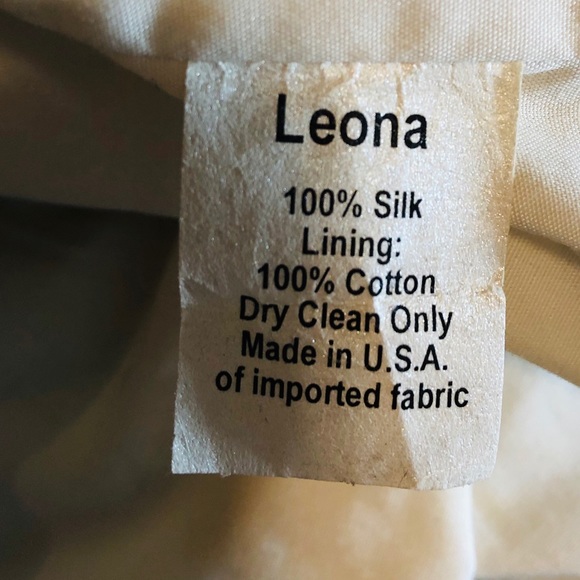 Leona
100% Silk
Lining:
100% Cotton
Dry Clean Only
Made in U.S.A.
of imported fabric